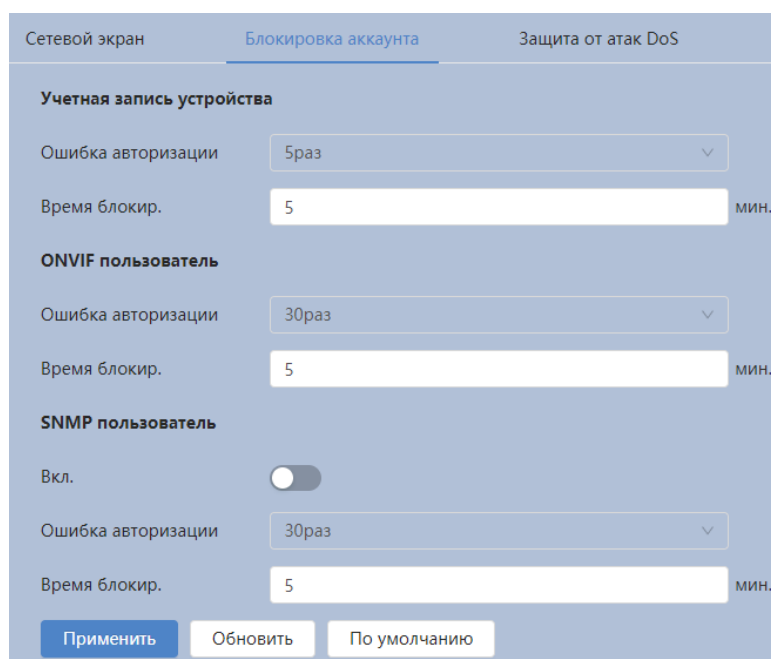 Сетевой экран Блокировка аккаунта Защита от атак DoS
Учетная запись устройства
Ошибка авторизации 5раз
Время блокир. 5 мин.
ONVIF пользователь
Ошибка авторизации 30раз
Время блокир. 5 мин.
SNMP пользователь
Вкл.
Ошибка авторизации 30раз
Время блокир. 5 мин.
Применить Обновить По умолчанию